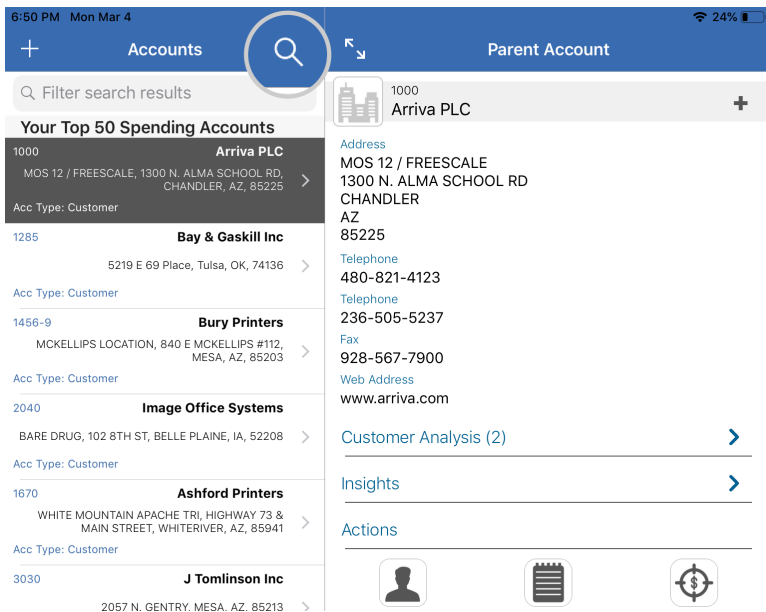 6:50 PM Mon Mar 4
24%
Accounts
Filter search results
Your Top 50 Spending Accounts
1000
Arriva PLC
MOS 12 / FREESCALE, 1300 N. ALMA SCHOOL RD,
CHANDLER, AZ, 85225
Acc Type: Customer
1285
Bay & Gaskill Inc
5219 E 69 Place, Tulsa, OK, 74136
Acc Type: Customer
1456-9
Bury Printers
MCKELLIPS LOCATION, 840 E MCKELLIPS #112,
MESA, AZ, 85203
Acc Type: Customer
2040
Image Office Systems
BARE DRUG, 102 8TH ST, BELLE PLAINE, IA, 52208
Acc Type: Customer
1670
Ashford Printers
WHITE MOUNTAIN APACHE TRI, HIGHWAY 73 &
MAIN STREET, WHITERIVER, AZ, 85941
Acc Type: Customer
3030
J Tomlinson Inc
2057 N. GENTRY, MESA, AZ, 85213
Parent Account
1000
Arriva PLC
Address
MOS 12 / FREESCALE
1300 N. ALMA SCHOOL RD
CHANDLER
AZ
85225
Telephone
480-821-4123
Telephone
236-505-5237
Fax
928-567-7900
Web Address
www.arriva.com
Customer Analysis (2)
Insights
Actions
$